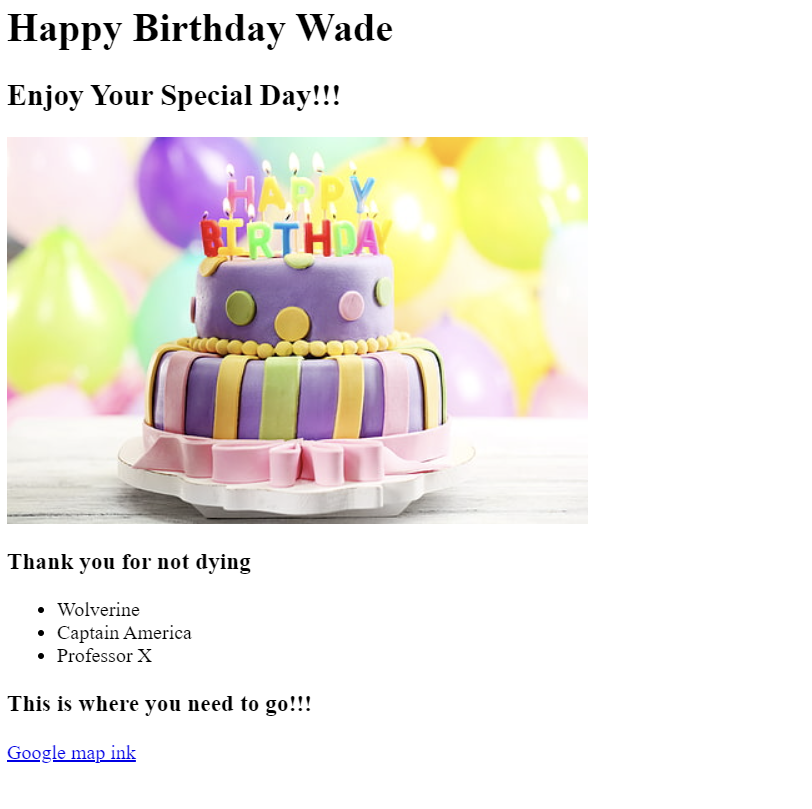 Happy Birthday Wade
Enjoy Your Special Day!!!
HAPPY
BIRTHDAY
Thank you for not dying
Wolverine
Captain America
Professor X
This is where you need to go!!!
Google map ink